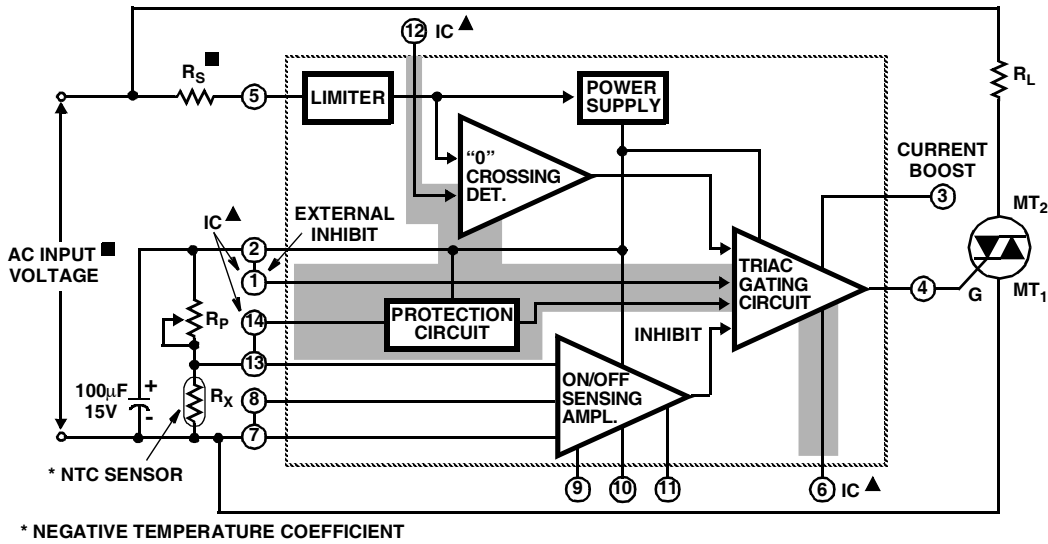 12 IC ▲
R_S ■
5
LIMITER
POWER
SUPPLY
R_L
"0"
CROSSING
DET.
CURRENT
BOOST
3
MT2
MT1
G
4
AC INPUT ■
VOLTAGE
IC ▲
EXTERNAL
INHIBIT
2
1
14
13
8
7
R_P
R_X
PROTECTION
CIRCUIT
TRIAC
GATING
CIRCUIT
INHIBIT
ON/OFF
SENSING
AMPL.
100μF
15V
+
-
* NTC SENSOR
9
10
11
6 IC ▲
* NEGATIVE TEMPERATURE COEFFICIENT